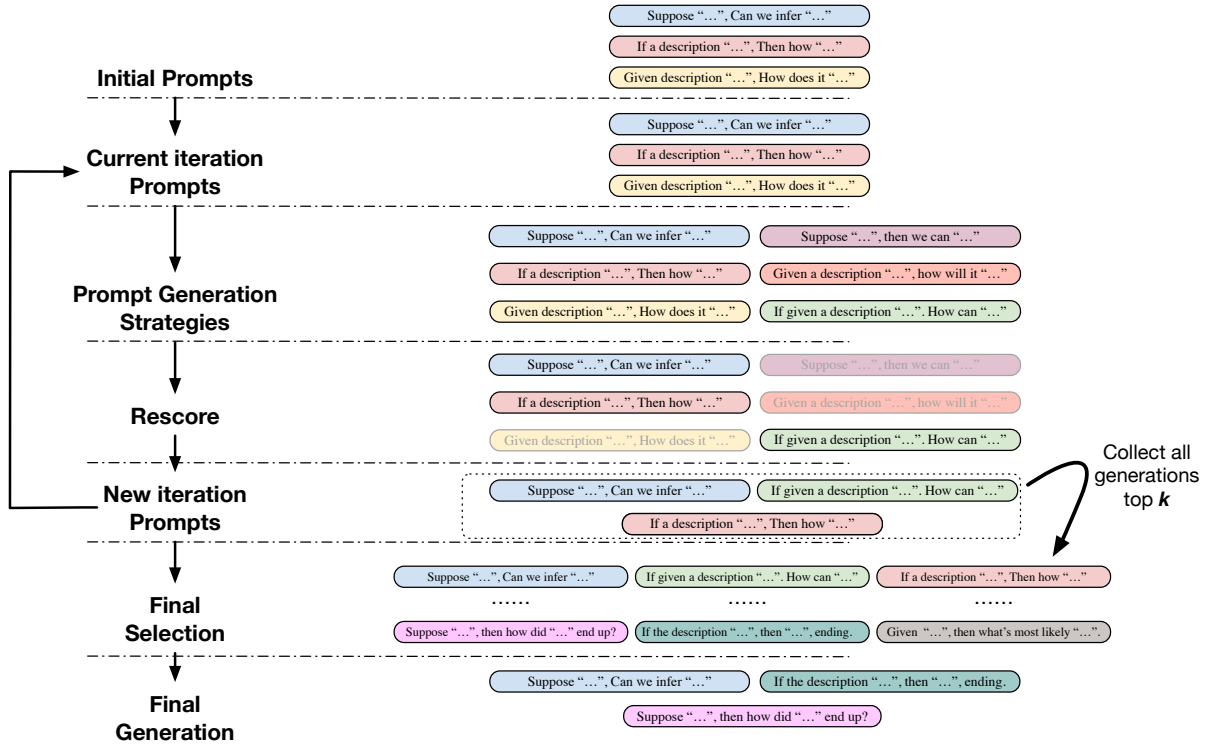 Suppose “…”, Can we infer “…”
If a description “…”, Then how “…”
Initial Prompts
Given description “…”, How does it “…”
Suppose “…”, Can we infer “…”
Current iteration
Prompts
If a description “…”, Then how “…”
Given description “…”, How does it “…”
Suppose “…”, Can we infer “…”
Suppose “…”, then we can “…”
If a description “…”, Then how “…”
Given a description “…”, how will it “…”
Prompt Generation
Strategies
Given description “…”, How does it “…”
If given a description “…”. How can “…”
Suppose “…”, Can we infer “…”
Suppose “…”, then we can “…”
Rescore
If a description “…”, Then how “…”
Given a description “…”, how will it “…”
Given description “…”, How does it “…”
If given a description “…”. How can “…”
Collect all
generations
top k
New iteration
Prompts
Suppose “…”, Can we infer “…”
If given a description “…”. How can “…”
If a description “…”, Then how “…”
Suppose “…”, Can we infer “…”
If given a description “…”. How can “…”
If a description “…”, Then how “…”
......
......
......
Final
Selection
Suppose “…”, then how did “…” end up?
If the description “…”, then “…”, ending.
Given “…”, then what’s most likely “…”.
Final
Generation
Suppose “…”, Can we infer “…”
If the description “…”, then “…”, ending.
Suppose “…”, then how did “…” end up?